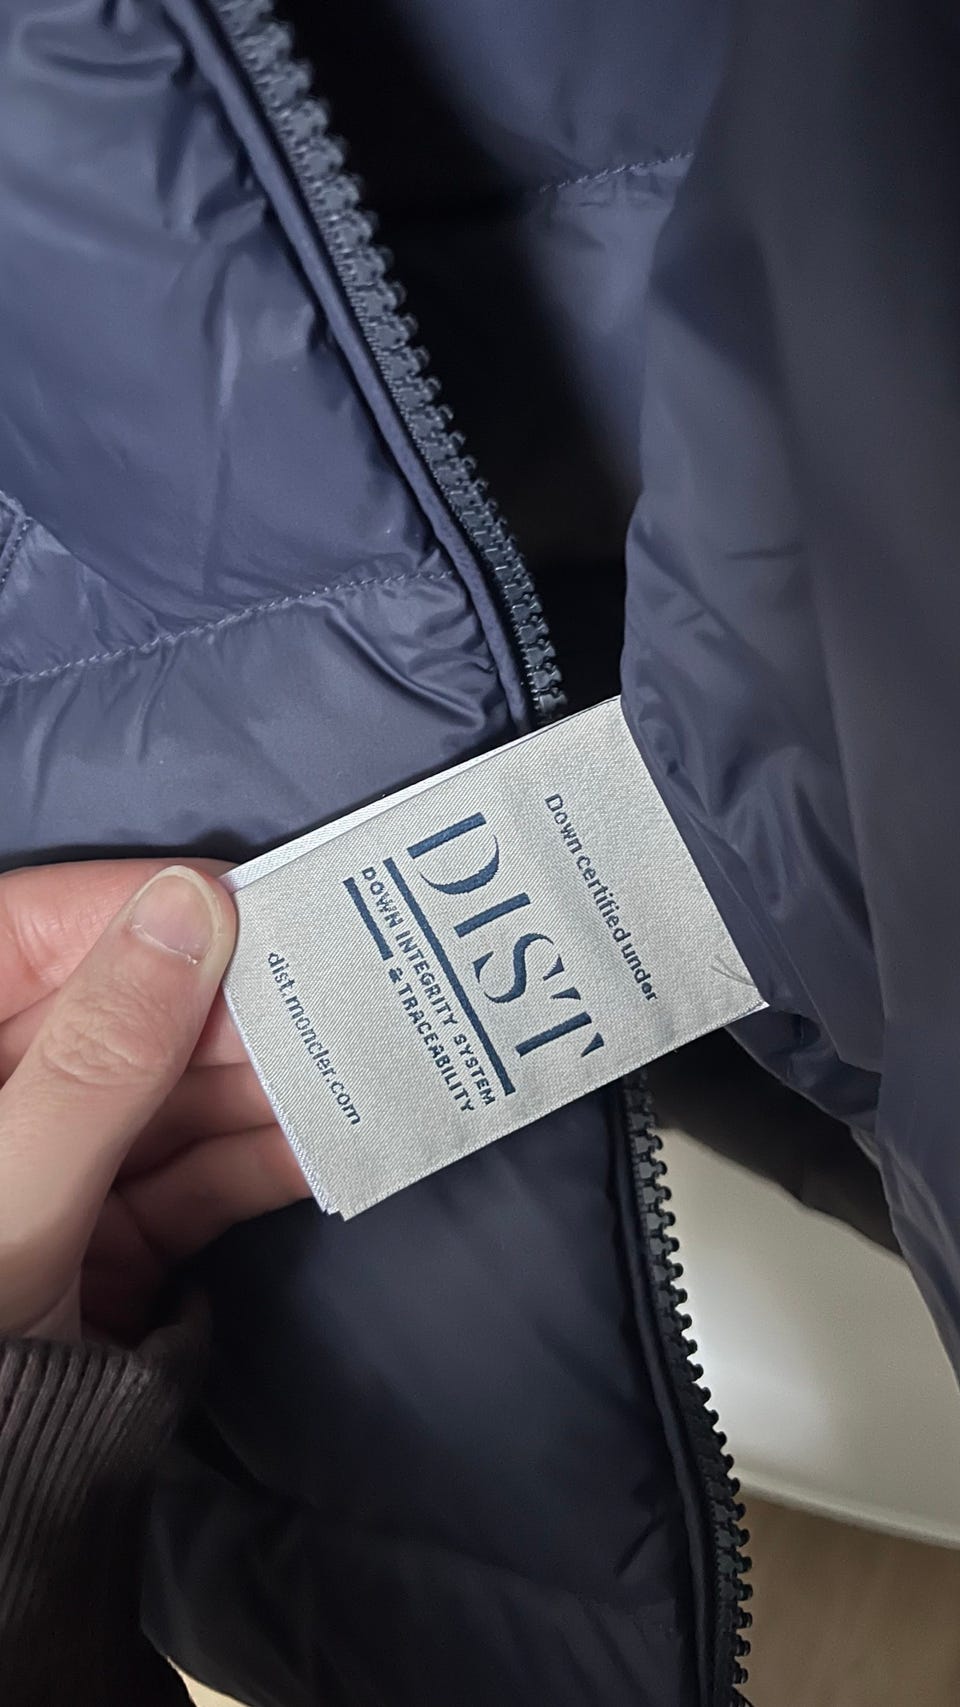 Down certified under
DIST
DOWN INTEGRITY SYSTEM
& TRACEABILITY
dist.moncler.com